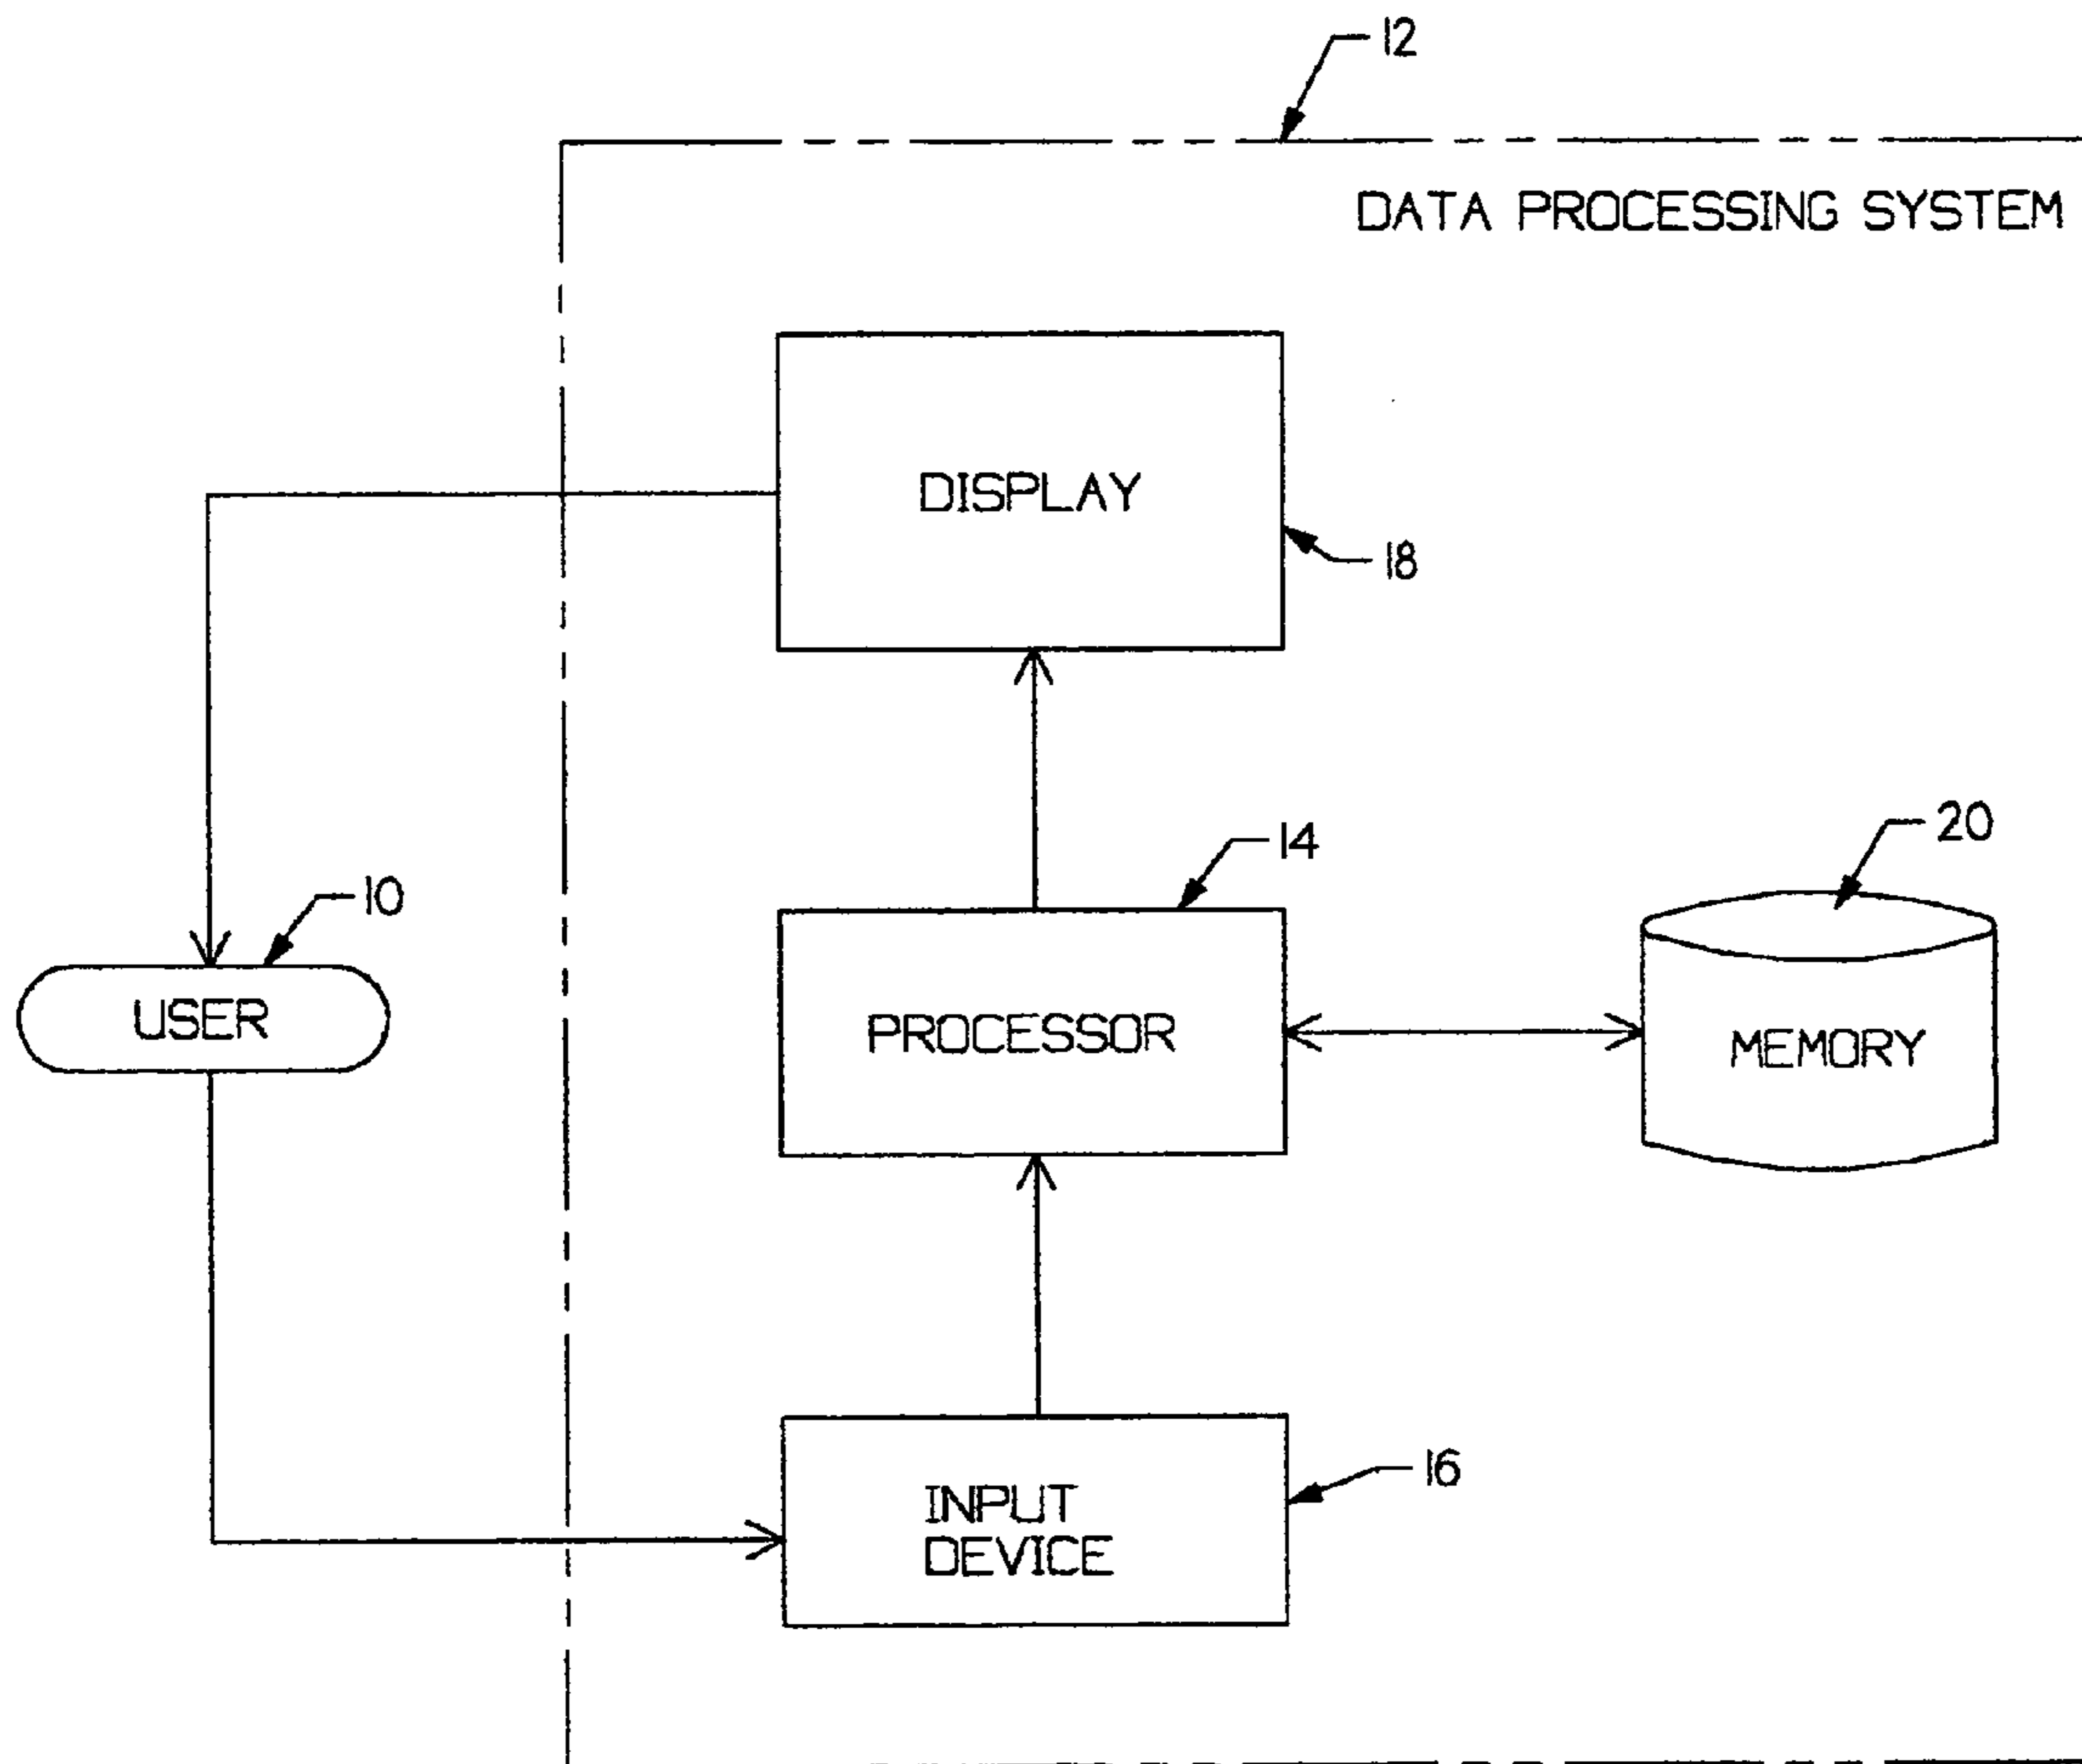 12
DATA PROCESSING SYSTEM
DISPLAY
18
14
20
10
USER
PROCESSOR
MEMORY
16
INPUT
DEVICE